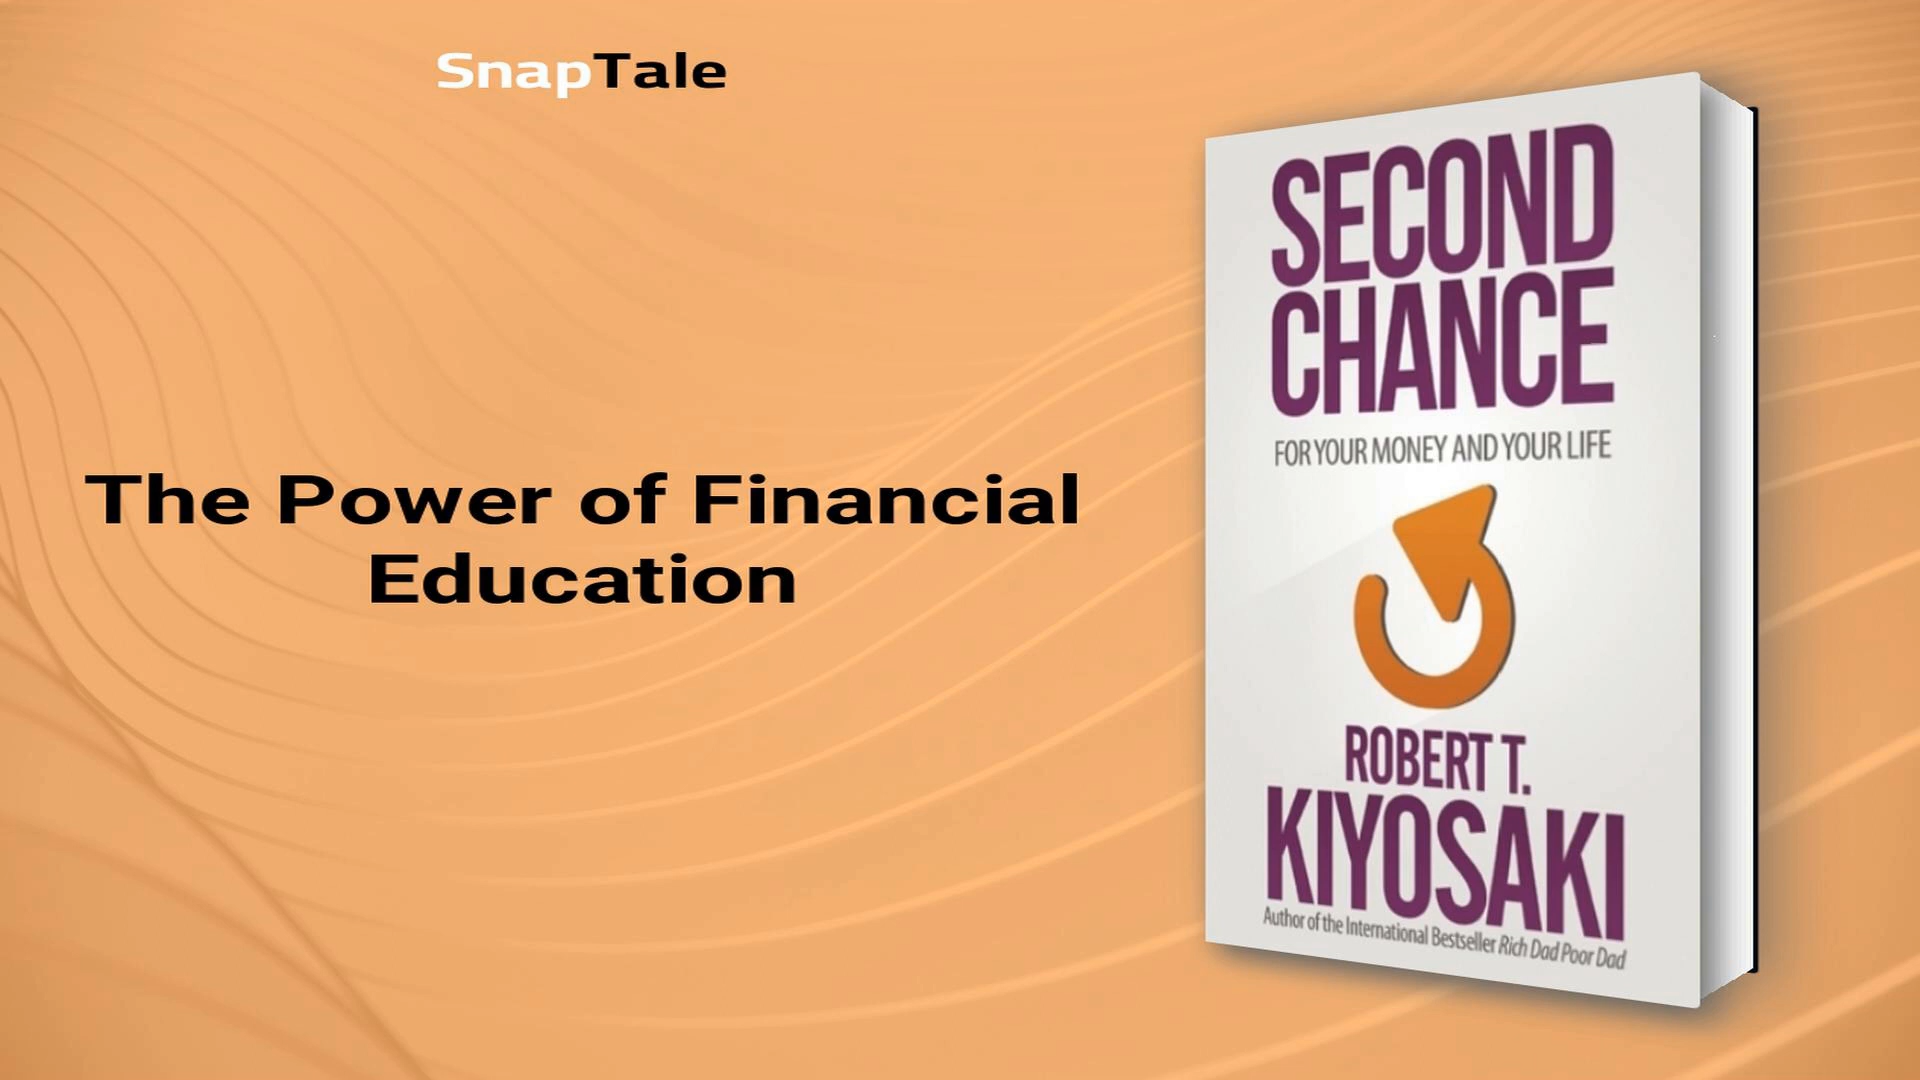 SnapTale
The Power of Financial
Education
SECOND
CHANCE
FOR YOUR MONEY AND YOUR LIFE
ROBERT T.
KIYOSAKI
Author of the International Bestseller Rich Dad Poor Dad